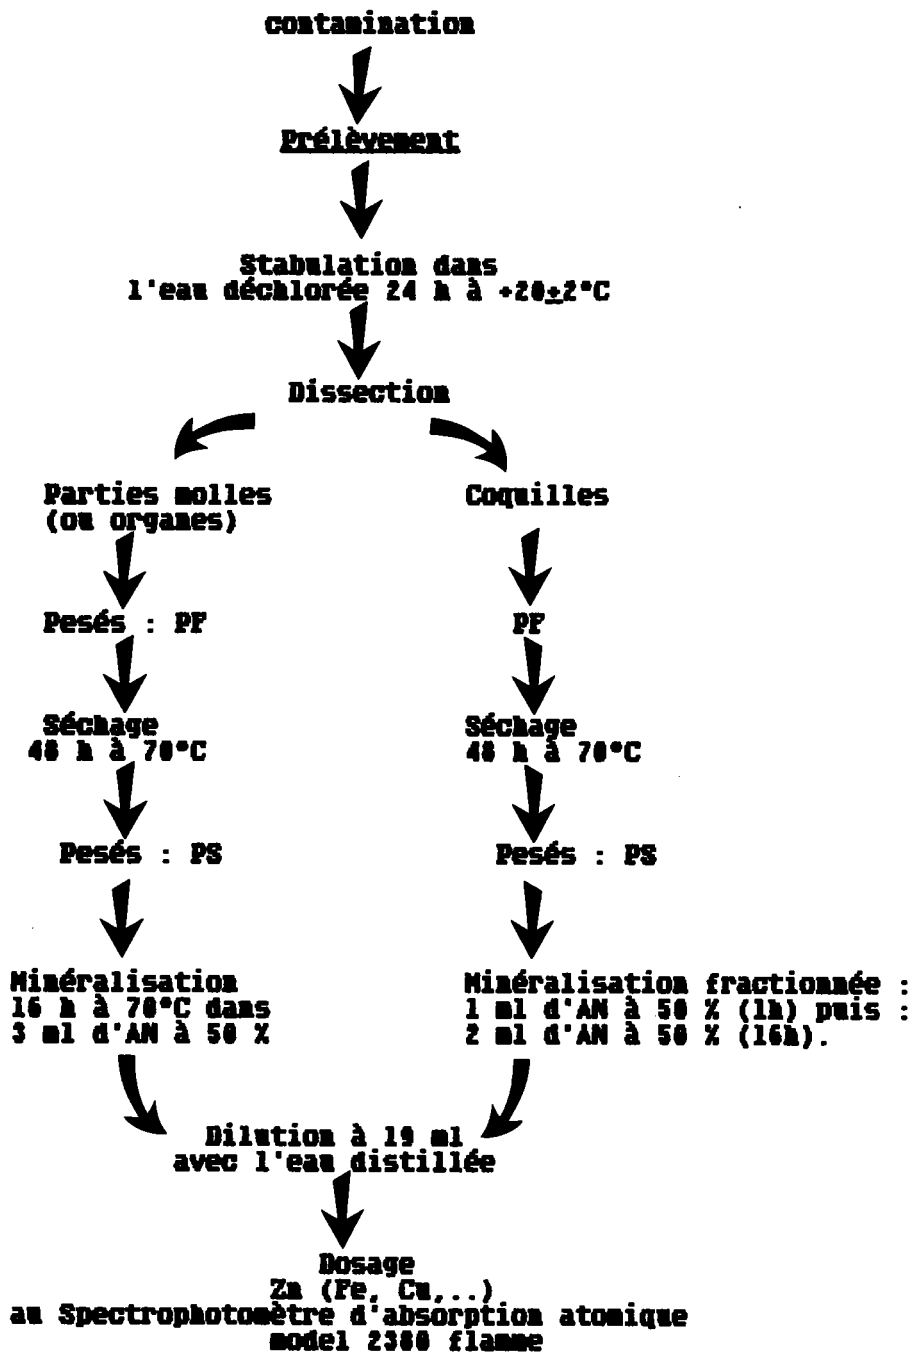 contamination
Prélèvement
Stabulation dans
l'eau déchlorée 24 h à +20±2°C
Dissection
Parties molles
(ou organes)
Pesés : PF
Séchage
48 h à 70°C
Pesés : PS
Minéralisation
16 h à 70°C dans
3 ml d'AN à 50 %
Coquilles
PF
Séchage
48 h à 70°C
Pesés : PS
Minéralisation fractionnée :
1 ml d'AN à 50 % (1h) puis :
2 ml d'AN à 50 % (16h).
Dilution à 19 ml
avec l'eau distillée
Dosage
Zn (Fe, Cu,..)
au Spectrophotomètre d'absorption atomique
model 2380 flamme